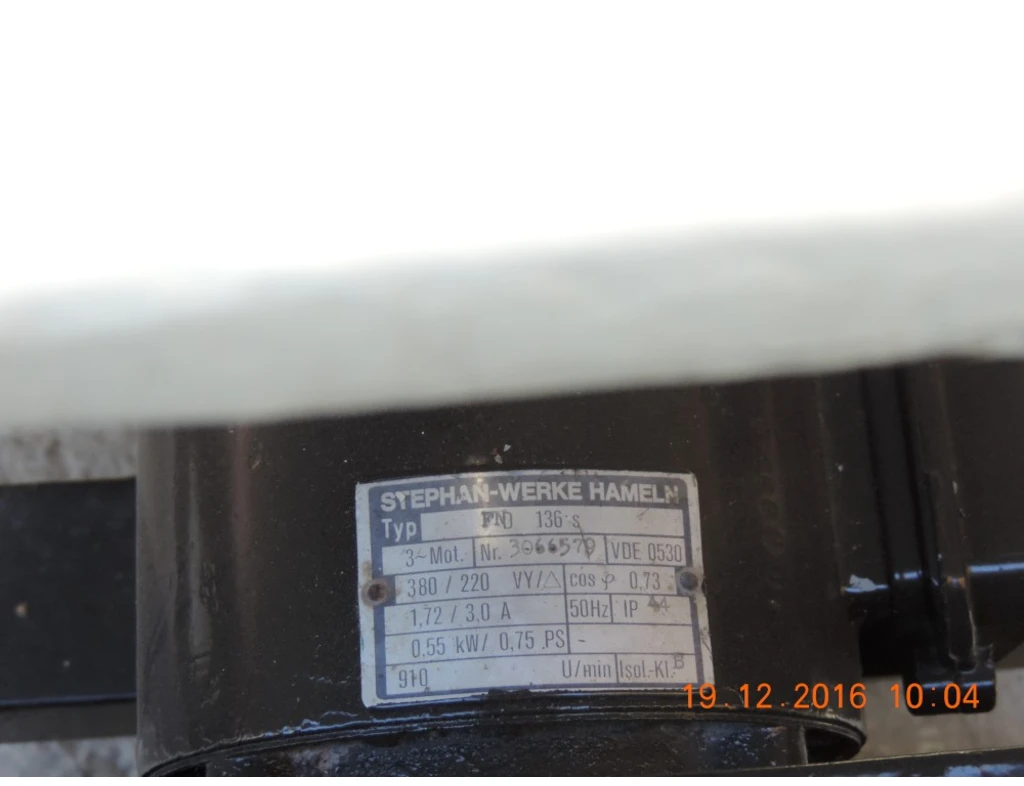 STEPHAN-WERKE HAMELN
Typ FND 136 s
3~Mot. Nr. 3066579 VDE 0530
380 / 220 VY/△ cos φ 0,73
1,72 / 3,0 A 50Hz IP 44
0,55 kW/ 0,75 PS -
910 U/min Isol.-Kl. B
19.12.2016 10:04